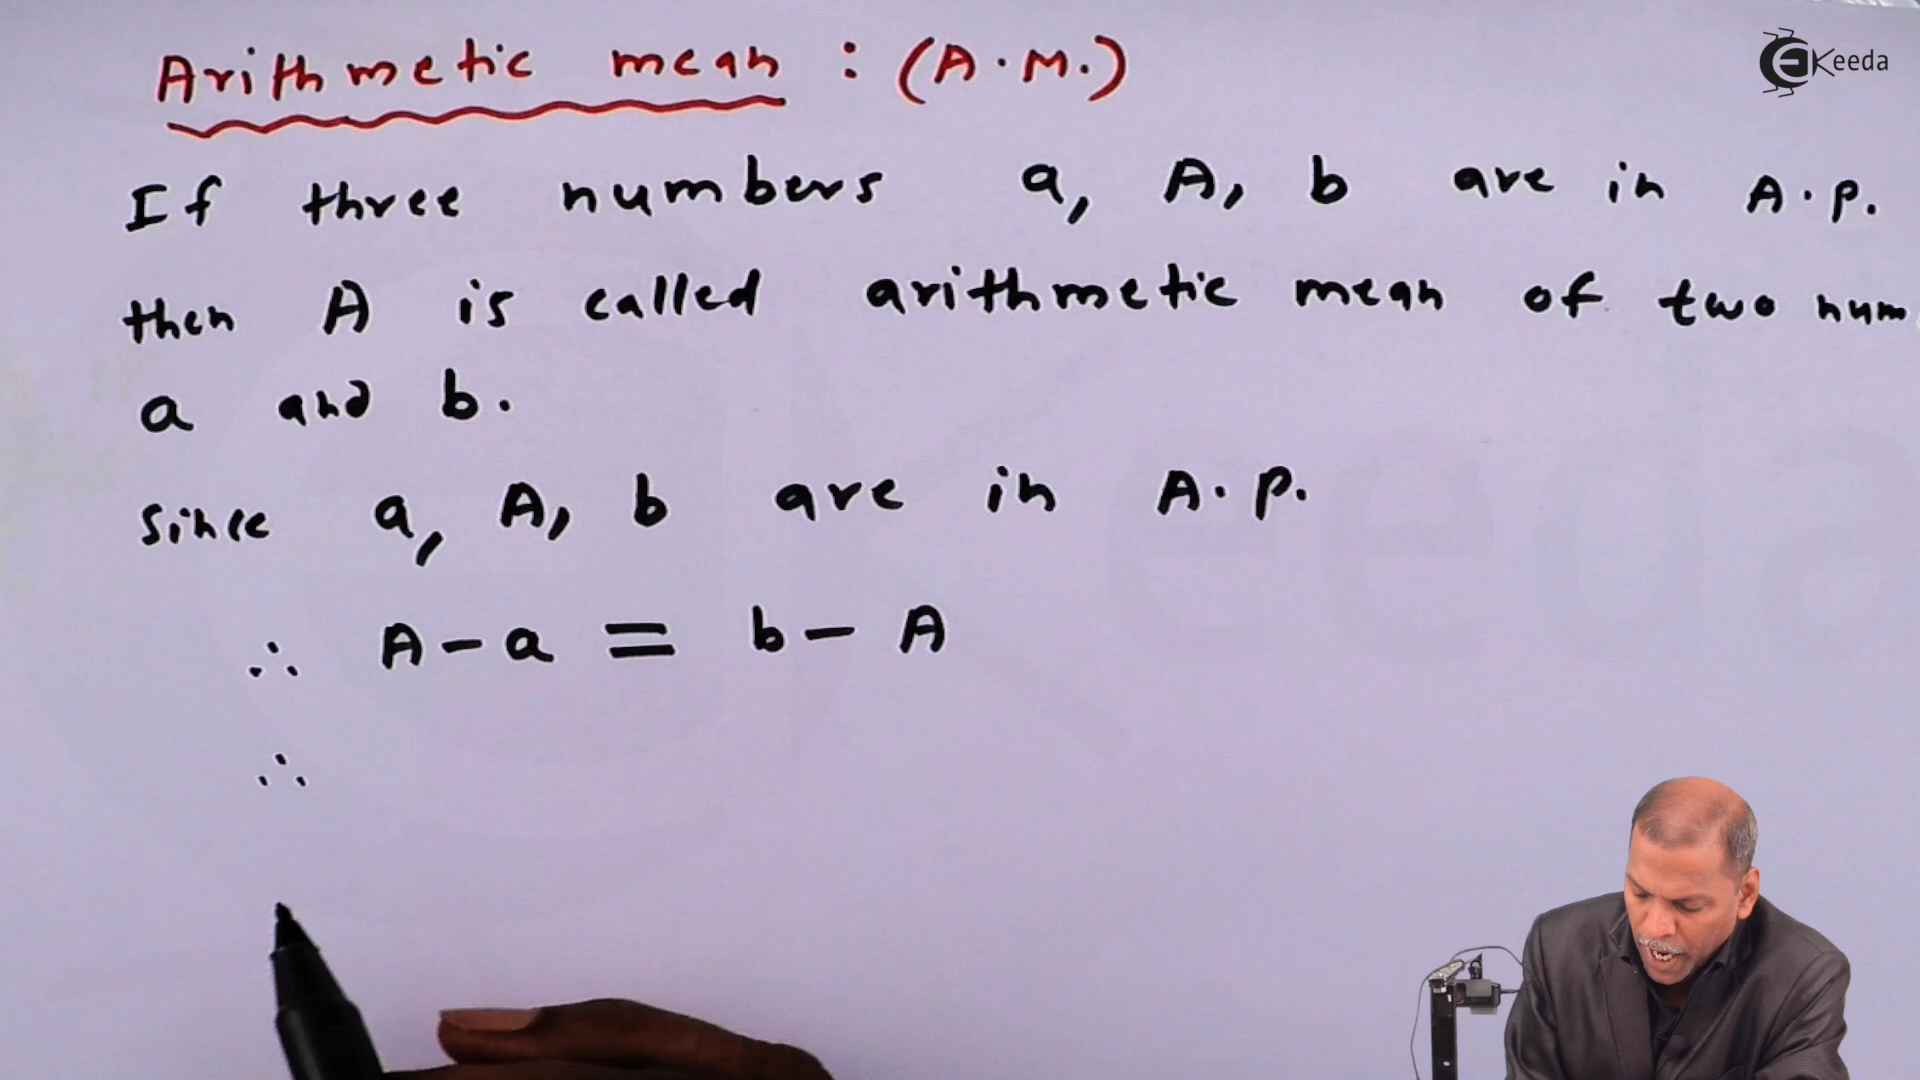 Arithmetic mean : (A.M.)
EKeeda
If three numbers a, A, b are in A.P.
then A is called arithmetic mean of two num
a and b.
Since a, A, b are in A.P.
∴ A - a = b - A
∴